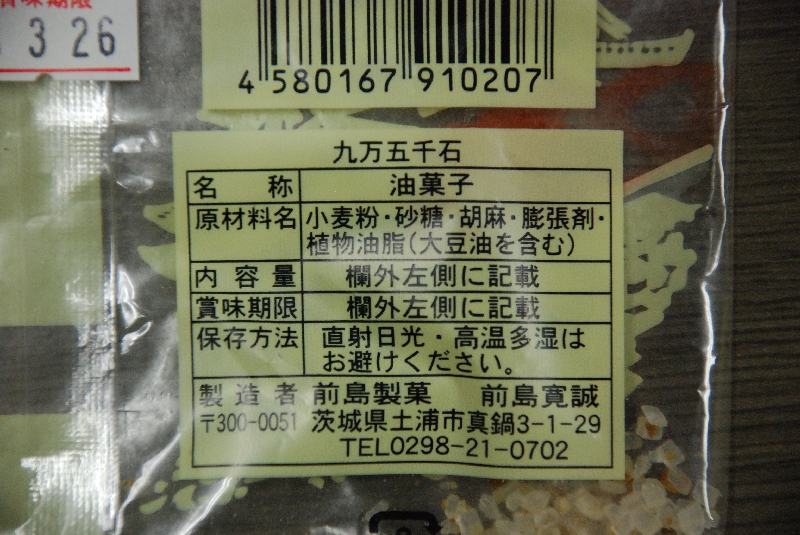 賞味期限
3 26
4 580167 910207
九万五千石
名称 油菓子
原材料名 小麦粉・砂糖・胡麻・膨張剤・
植物油脂(大豆油を含む)
内容量 欄外左側に記載
賞味期限 欄外左側に記載
保存方法 直射日光・高温多湿は
お避けください。
製造者 前島製菓 前島寛誠
〒300-0051 茨城県土浦市真鍋3-1-29
TEL0298-21-0702